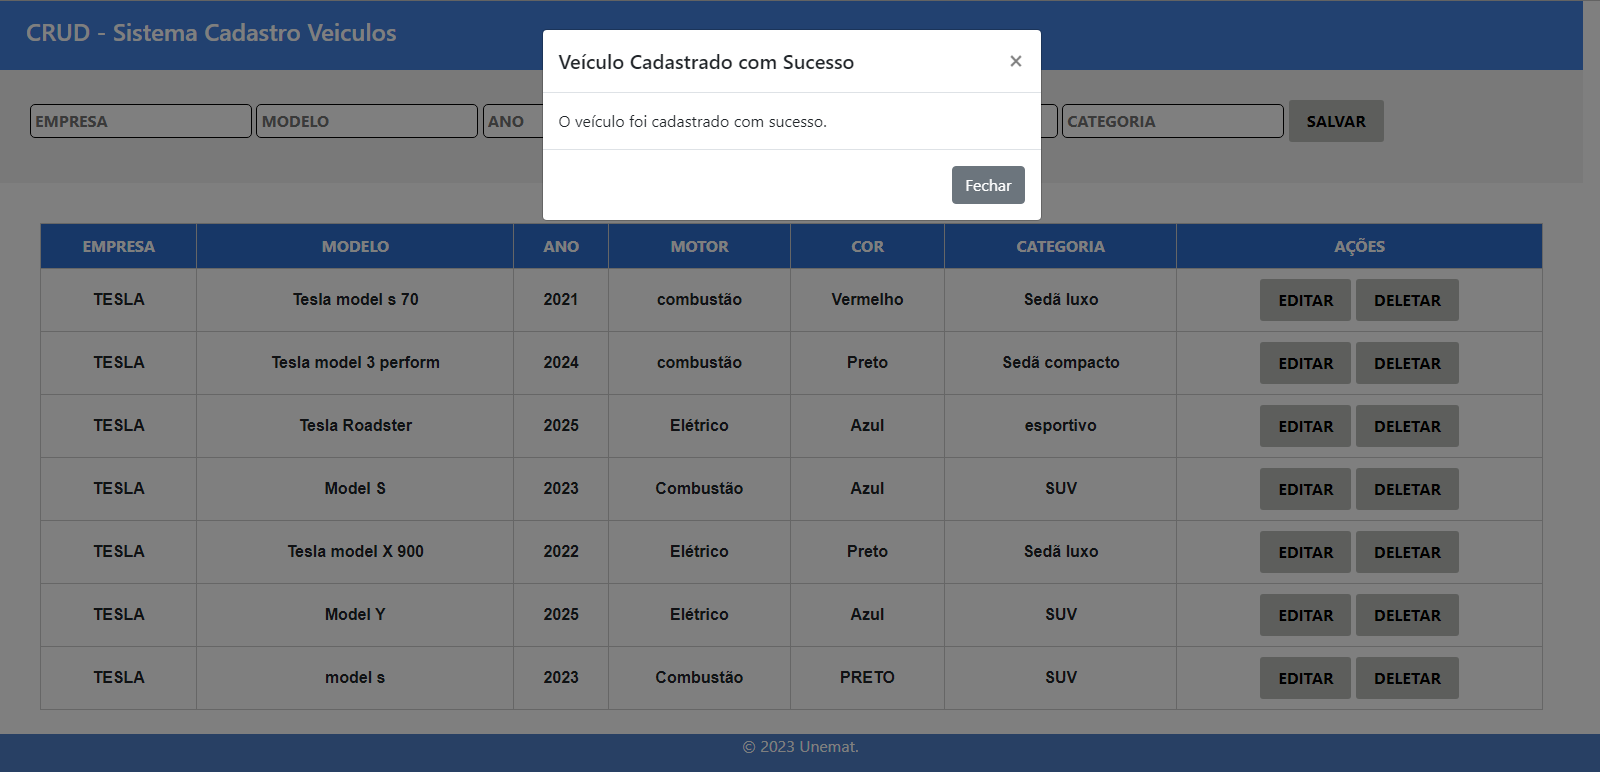 CRUD - Sistema Cadastro Veiculos
Veículo Cadastrado com Sucesso ×
O veículo foi cadastrado com sucesso.
Fechar
EMPRESA MODELO ANO CATEGORIA SALVAR
EMPRESA MODELO ANO MOTOR COR CATEGORIA AÇÕES
TESLA Tesla model s 70 2021 combustão Vermelho Sedã luxo EDITAR DELETAR
TESLA Tesla model 3 perform 2024 combustão Preto Sedã compacto EDITAR DELETAR
TESLA Tesla Roadster 2025 Elétrico Azul esportivo EDITAR DELETAR
TESLA Model S 2023 Combustão Azul SUV EDITAR DELETAR
TESLA Tesla model X 900 2022 Elétrico Preto Sedã luxo EDITAR DELETAR
TESLA Model Y 2025 Elétrico Azul SUV EDITAR DELETAR
TESLA model s 2023 Combustão PRETO SUV EDITAR DELETAR
© 2023 Unemat.